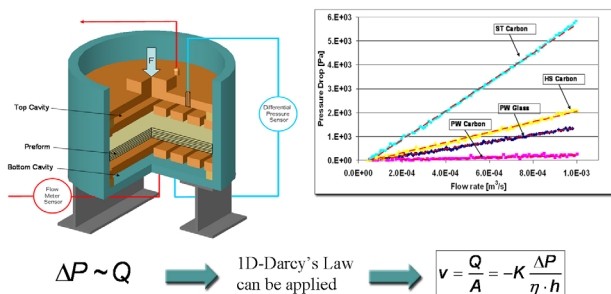 F
Top Cavity
Preform
Bottom Cavity
Flow
Meter
Sensor
Differential
Pressure
Sensor
Pressure Drop [Pa]
6.E+03
5.E+03
4.E+03
3.E+03
2.E+03
1.E+03
0.E+00
ST Carbon
HS Carbon
PW Glass
PW Carbon
0.0E+00 2.0E-04 4.0E-04 6.0E-04 8.0E-04 1.0E-03
Flow rate [m³/s]
ΔP ~ Q
1D-Darcy's Law
can be applied
v = Q/A = -K ΔP/(η · h)